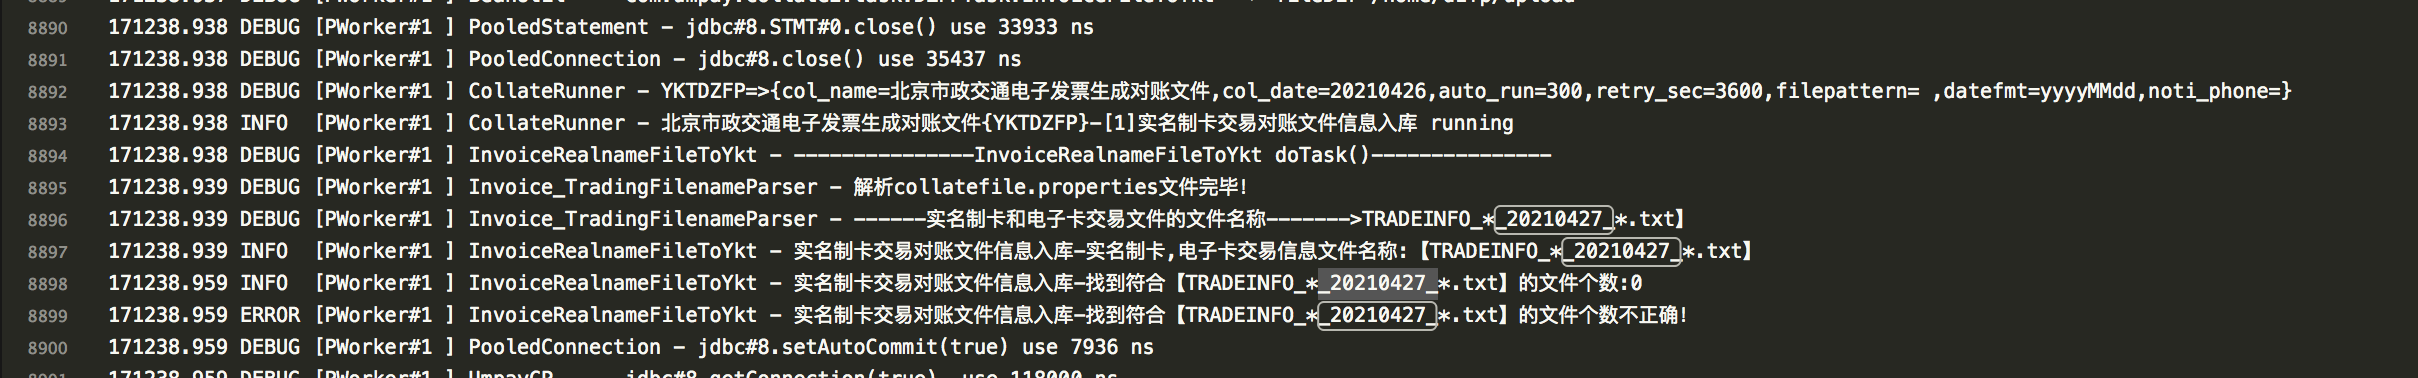 8890 171238.938 DEBUG [PWorker#1 ] PooledStatement - jdbc#8.STMT#0.close() use 33933 ns
8891 171238.938 DEBUG [PWorker#1 ] PooledConnection - jdbc#8.close() use 35437 ns
8892 171238.938 DEBUG [PWorker#1 ] CollateRunner - YKTDZFP=>{col_name=北京市政交通电子发票生成对账文件,col_date=20210426,auto_run=300,retry_sec=3600,filepattern= ,datefmt=yyyyMMdd,noti_phone=}
8893 171238.938 INFO [PWorker#1 ] CollateRunner - 北京市政交通电子发票生成对账文件{YKTDZFP}-[1]实名制卡交易对账文件信息入库 running
8894 171238.938 DEBUG [PWorker#1 ] InvoiceRealnameFileToYkt - ---------------InvoiceRealnameFileToYkt doTask()---------------
8895 171238.939 DEBUG [PWorker#1 ] Invoice_TradingFilenameParser - 解析collatefile.properties文件完毕!
8896 171238.939 DEBUG [PWorker#1 ] Invoice_TradingFilenameParser - ------实名制卡和电子卡交易文件的文件名称------->TRADEINFO_*_20210427_*.txt】
8897 171238.939 INFO [PWorker#1 ] InvoiceRealnameFileToYkt - 实名制卡交易对账文件信息入库-实名制卡,电子卡交易信息文件名称:【TRADEINFO_*_20210427_*.txt】
8898 171238.959 INFO [PWorker#1 ] InvoiceRealnameFileToYkt - 实名制卡交易对账文件信息入库-找到符合【TRADEINFO_*_20210427_*.txt】的文件个数:0
8899 171238.959 ERROR [PWorker#1 ] InvoiceRealnameFileToYkt - 实名制卡交易对账文件信息入库-找到符合【TRADEINFO_*_20210427_*.txt】的文件个数不正确!
8900 171238.959 DEBUG [PWorker#1 ] PooledConnection - jdbc#8.setAutoCommit(true) use 7936 ns